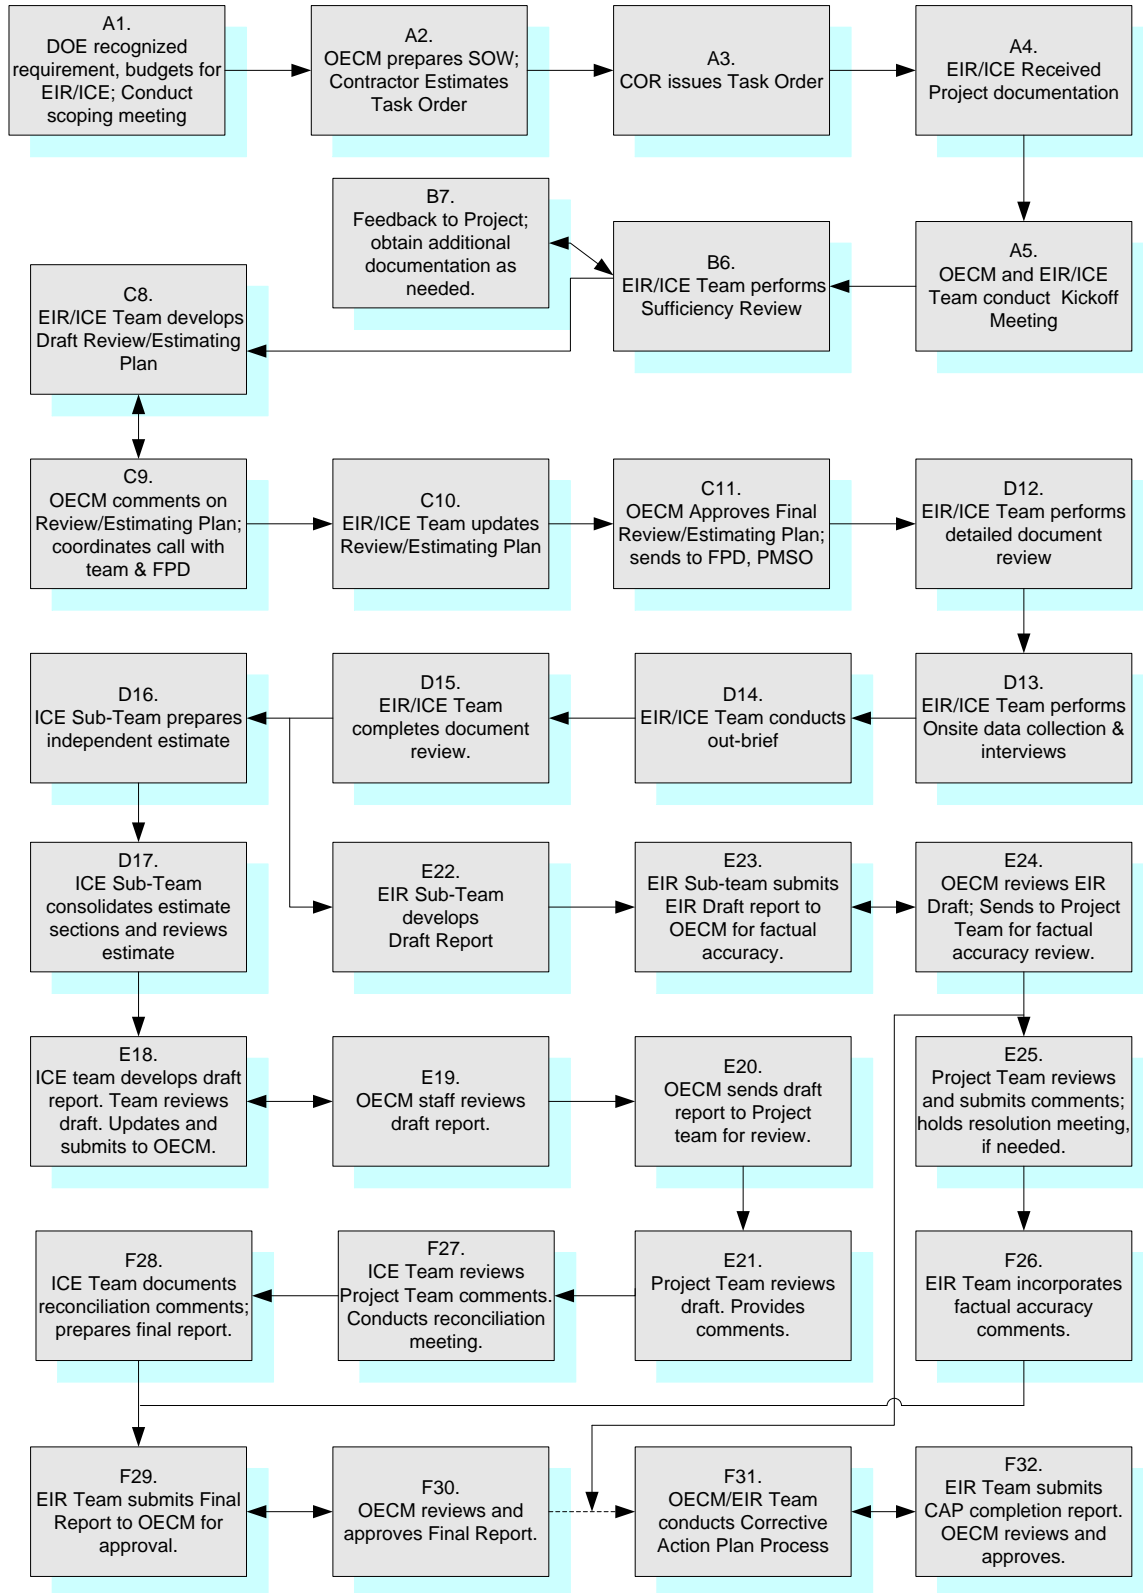 A1.
DOE recognized
requirement, budgets for
EIR/ICE; Conduct
scoping meeting
A2.
OECM prepares SOW;
Contractor Estimates
Task Order
A3.
COR issues Task Order
A4.
EIR/ICE Received
Project documentation
B7.
Feedback to Project;
obtain additional
documentation as
needed.
B6.
EIR/ICE Team performs
Sufficiency Review
A5.
OECM and EIR/ICE
Team conduct Kickoff
Meeting
C8.
EIR/ICE Team develops
Draft Review/Estimating
Plan
C9.
OECM comments on
Review/Estimating Plan;
coordinates call with
team & FPD
C10.
EIR/ICE Team updates
Review/Estimating Plan
C11.
OECM Approves Final
Review/Estimating Plan;
sends to FPD, PMSO
D12.
EIR/ICE Team performs
detailed document
review
D16.
ICE Sub-Team prepares
independent estimate
D15.
EIR/ICE Team
completes document
review.
D14.
EIR/ICE Team conducts
out-brief
D13.
EIR/ICE Team performs
Onsite data collection &
interviews
D17.
ICE Sub-Team
consolidates estimate
sections and reviews
estimate
E22.
EIR Sub-Team
develops
Draft Report
E23.
EIR Sub-team submits
EIR Draft report to
OECM for factual
accuracy.
E24.
OECM reviews EIR
Draft; Sends to Project
Team for factual
accuracy review.
E18.
ICE team develops draft
report. Team reviews
draft. Updates and
submits to OECM.
E19.
OECM staff reviews
draft report.
E20.
OECM sends draft
report to Project
team for review.
E25.
Project Team reviews
and submits comments;
holds resolution meeting,
if needed.
F28.
ICE Team documents
reconciliation comments;
prepares final report.
F27.
ICE Team reviews
Project Team comments.
Conducts reconciliation
meeting.
E21.
Project Team reviews
draft. Provides
comments.
F26.
EIR Team incorporates
factual accuracy
comments.
F29.
EIR Team submits Final
Report to OECM for
approval.
F30.
OECM reviews and
approves Final Report.
F31.
OECM/EIR Team
conducts Corrective
Action Plan Process
F32.
EIR Team submits
CAP completion report.
OECM reviews and
approves.